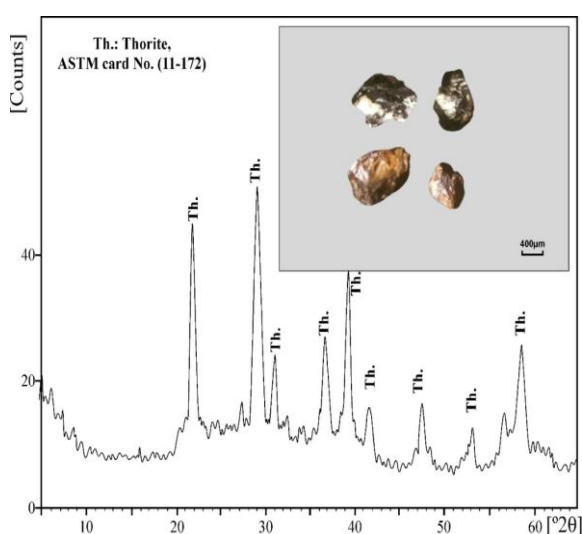 Th.: Thorite,
ASTM card No. (11-172)
[Counts]
400μm
Th.
Th.
Th.
Th.
Th.
Th.
Th.
Th.
Th.
40
20
0
10
20
30
40
50
60
[°2θ]